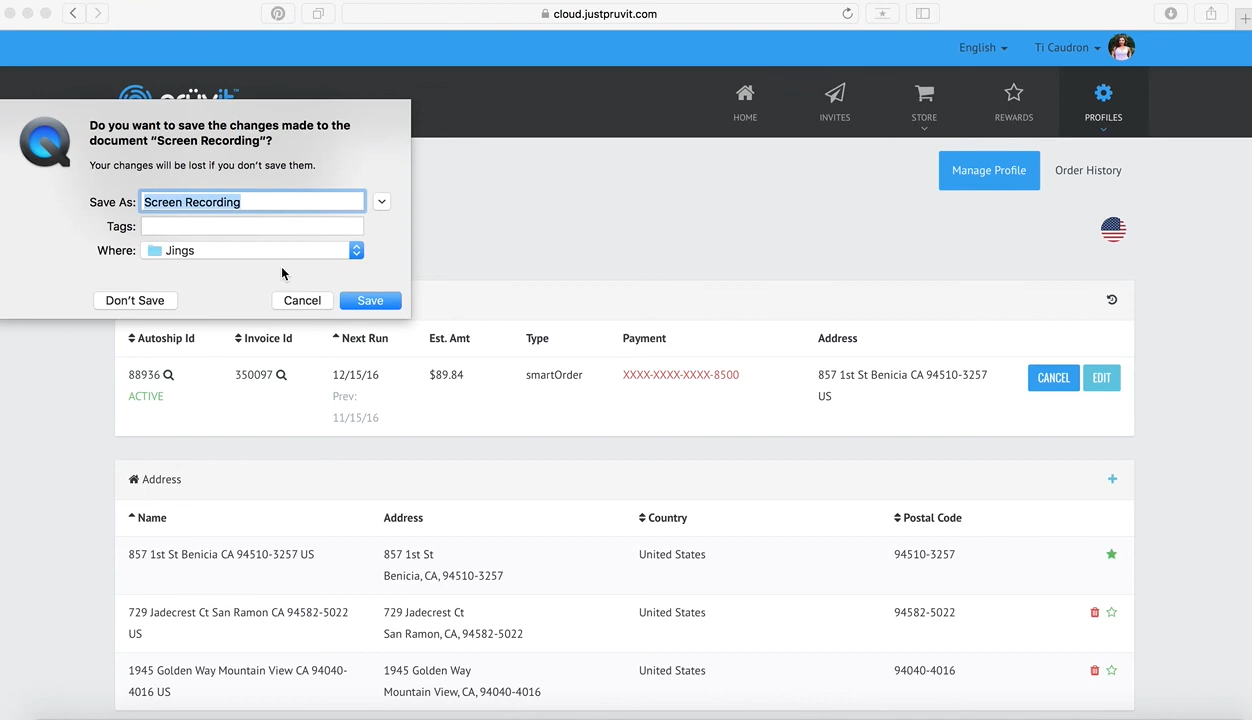 cloud.justpruvit.com
English
Ti Caudron
prüvit
HOME
INVITES
STORE
REWARDS
PROFILES
Do you want to save the changes made to the
document “Screen Recording”?
Your changes will be lost if you don’t save them.
Save As: Screen Recording
Tags:
Where: Jings
Don’t Save Cancel Save
Manage Profile Order History
Autoship Id Invoice Id Next Run Est. Amt Type Payment Address
88936 350097 12/15/16 $89.84 smartOrder XXXX-XXXX-XXXX-8500 857 1st St Benicia CA 94510-3257 CANCEL EDIT
ACTIVE Prev: US
11/15/16
Address
Name Address Country Postal Code
857 1st St Benicia CA 94510-3257 US 857 1st St United States 94510-3257
Benicia, CA, 94510-3257
729 Jadecrest Ct San Ramon CA 94582-5022 729 Jadecrest Ct United States 94582-5022
US San Ramon, CA, 94582-5022
1945 Golden Way Mountain View CA 94040- 1945 Golden Way United States 94040-4016
4016 US Mountain View, CA, 94040-4016